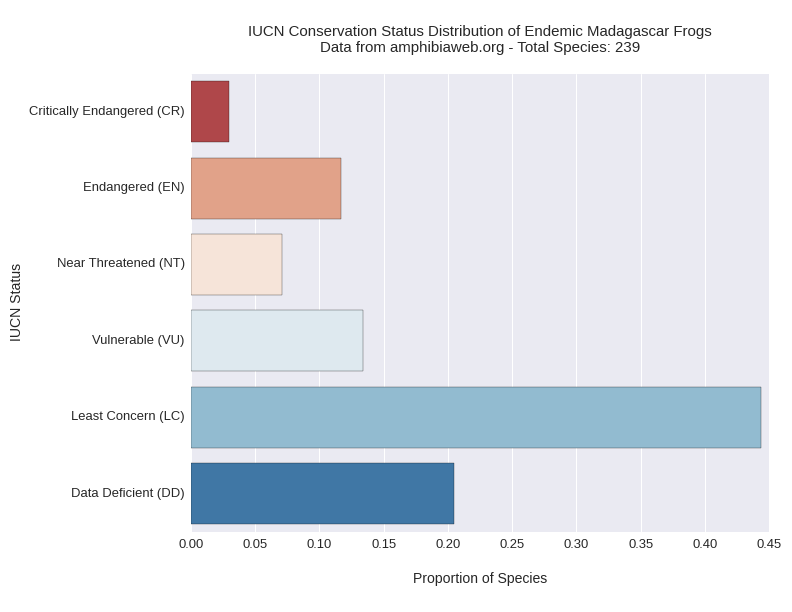 IUCN Conservation Status Distribution of Endemic Madagascar Frogs
Data from amphibiaweb.org - Total Species: 239
IUCN Status
Critically Endangered (CR)
Endangered (EN)
Near Threatened (NT)
Vulnerable (VU)
Least Concern (LC)
Data Deficient (DD)
0.00 0.05 0.10 0.15 0.20 0.25 0.30 0.35 0.40 0.45
Proportion of Species